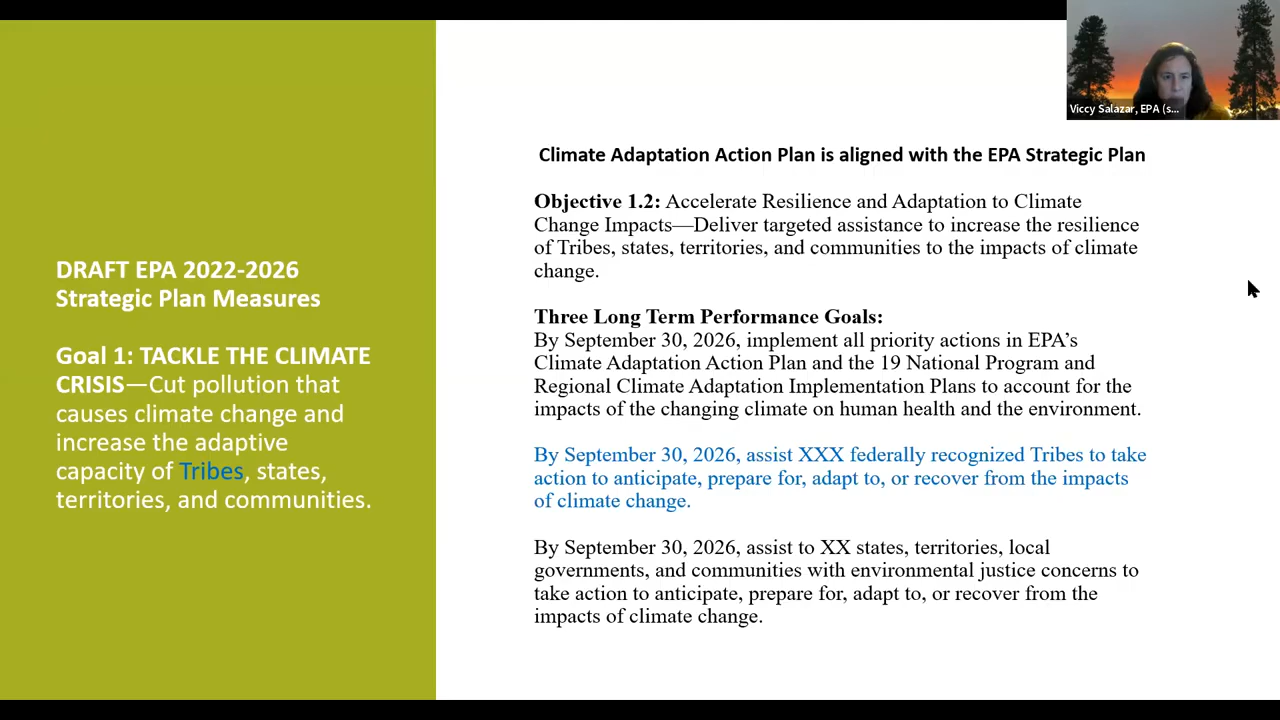 DRAFT EPA 2022-2026
Strategic Plan Measures
Goal 1: TACKLE THE CLIMATE
CRISIS—Cut pollution that
causes climate change and
increase the adaptive
capacity of Tribes, states,
territories, and communities.
Viccy Salazar, EPA (s...
Climate Adaptation Action Plan is aligned with the EPA Strategic Plan
Objective 1.2: Accelerate Resilience and Adaptation to Climate
Change Impacts—Deliver targeted assistance to increase the resilience
of Tribes, states, territories, and communities to the impacts of climate
change.
Three Long Term Performance Goals:
By September 30, 2026, implement all priority actions in EPA’s
Climate Adaptation Action Plan and the 19 National Program and
Regional Climate Adaptation Implementation Plans to account for the
impacts of the changing climate on human health and the environment.
By September 30, 2026, assist XXX federally recognized Tribes to take
action to anticipate, prepare for, adapt to, or recover from the impacts
of climate change.
By September 30, 2026, assist to XX states, territories, local
governments, and communities with environmental justice concerns to
take action to anticipate, prepare for, adapt to, or recover from the
impacts of climate change.